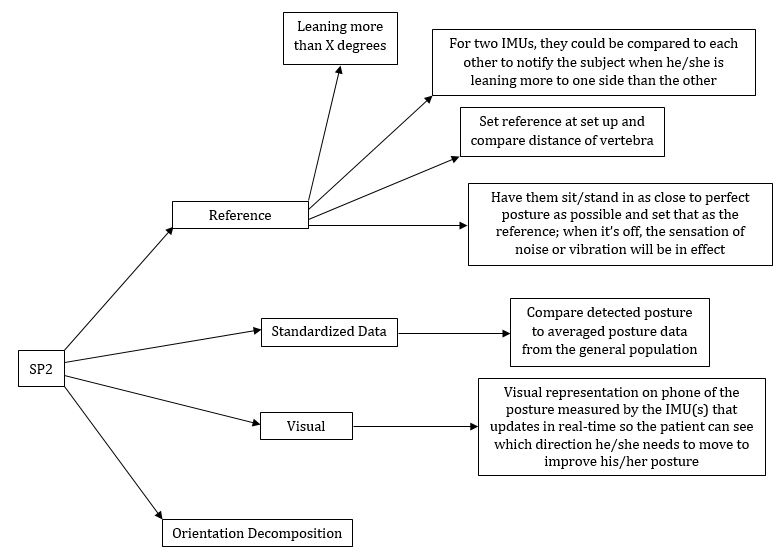 Leaning more
than X degrees
For two IMUs, they could be compared to each
other to notify the subject when he/she is
leaning more to one side than the other
Set reference at set up and
compare distance of vertebra
Reference
Have them sit/stand in as close to perfect
posture as possible and set that as the
reference; when it's off, the sensation of
noise or vibration will be in effect
Standardized Data
Compare detected posture
to averaged posture data
from the general population
SP2
Visual
Visual representation on phone of the
posture measured by the IMU(s) that
updates in real-time so the patient can see
which direction he/she needs to move to
improve his/her posture
Orientation Decomposition